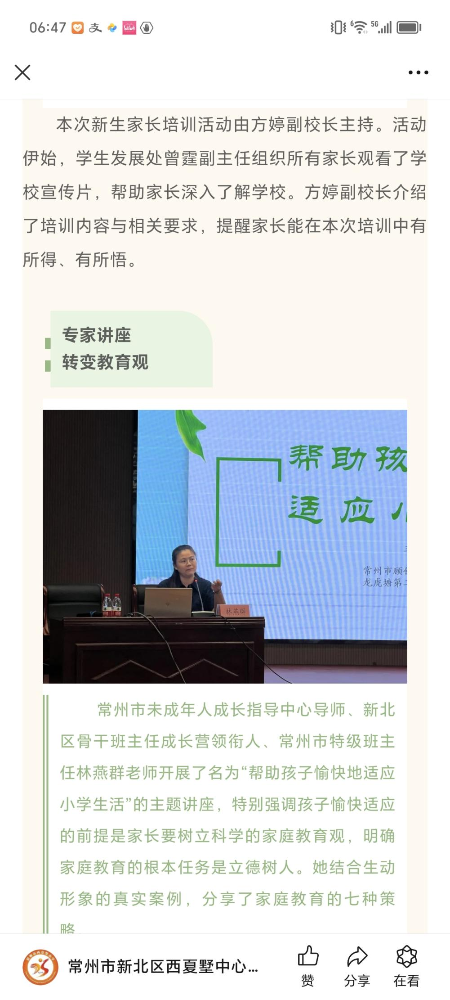 06:47
支
bilibili
6
5G
本次新生家长培训活动由方婷副校长主持。活动
伊始，学生发展处曾霆副主任组织所有家长观看了学
校宣传片，帮助家长深入了解学校。方婷副校长介绍
了培训内容与相关要求，提醒家长能在本次培训中有
所得、有所悟。
专家讲座
转变教育观
帮助孩
适应小
常州市顾
龙虎塘第二
林燕群
常州市未成年人成长指导中心导师、新北
区骨干班主任成长营领衔人、常州市特级班主
任林燕群老师开展了名为“帮助孩子愉快地适应
小学生活”的主题讲座，特别强调孩子愉快适应
的前提是家长要树立科学的家庭教育观，明确
家庭教育的根本任务是立德树人。她结合生动
形象的真实案例，分享了家庭教育的七种策
略
常州市新北区西夏墅中心...
赞
分享
在看